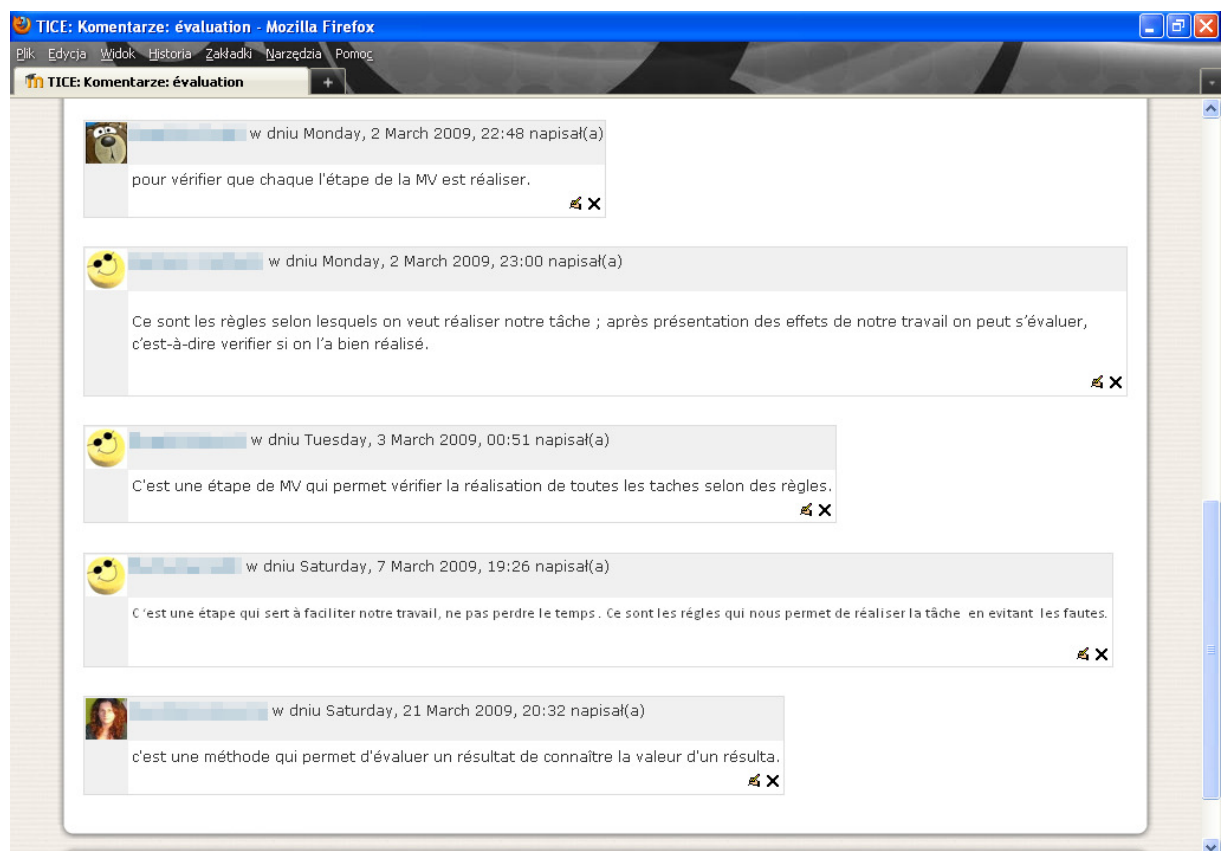 TICE: Komentarze: évaluation - Mozilla Firefox
Plik Edycja Widok Historia Zakładki Narzędzia Pomoc
TICE: Komentarze: évaluation
w dniu Monday, 2 March 2009, 22:48 napisał(a)
pour vérifier que chaque l'étape de la MV est réaliser.
w dniu Monday, 2 March 2009, 23:00 napisał(a)
Ce sont les règles selon lesquels on veut réaliser notre tâche ; après présentation des effets de notre travail on peut s’évaluer,
c’est-à-dire verifier si on l’a bien réalisé.
w dniu Tuesday, 3 March 2009, 00:51 napisał(a)
C'est une étape de MV qui permet vérifier la réalisation de toutes les taches selon des règles.
w dniu Saturday, 7 March 2009, 19:26 napisał(a)
C ’est une étape qui sert à faciliter notre travail, ne pas perdre le temps . Ce sont les régles qui nous permet de réaliser la tâche en evitant les fautes.
w dniu Saturday, 21 March 2009, 20:32 napisał(a)
c'est une méthode qui permet d'évaluer un résultat de connaître la valeur d'un résulta.